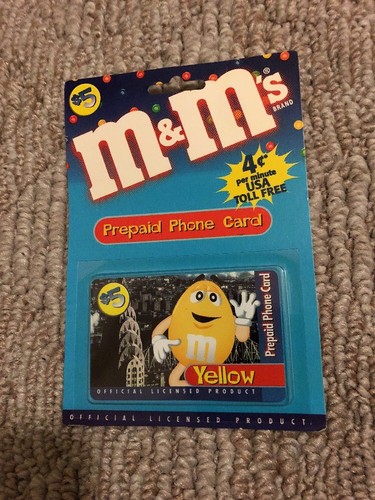 $5
m&m's®
BRAND
4¢*
per minute
USA
TOLL FREE
Prepaid Phone Card
$5
Prepaid Phone Card
m
Yellow
OFFICIAL LICENSED PRODUCT
OFFICIAL LICENSED PRODUCT